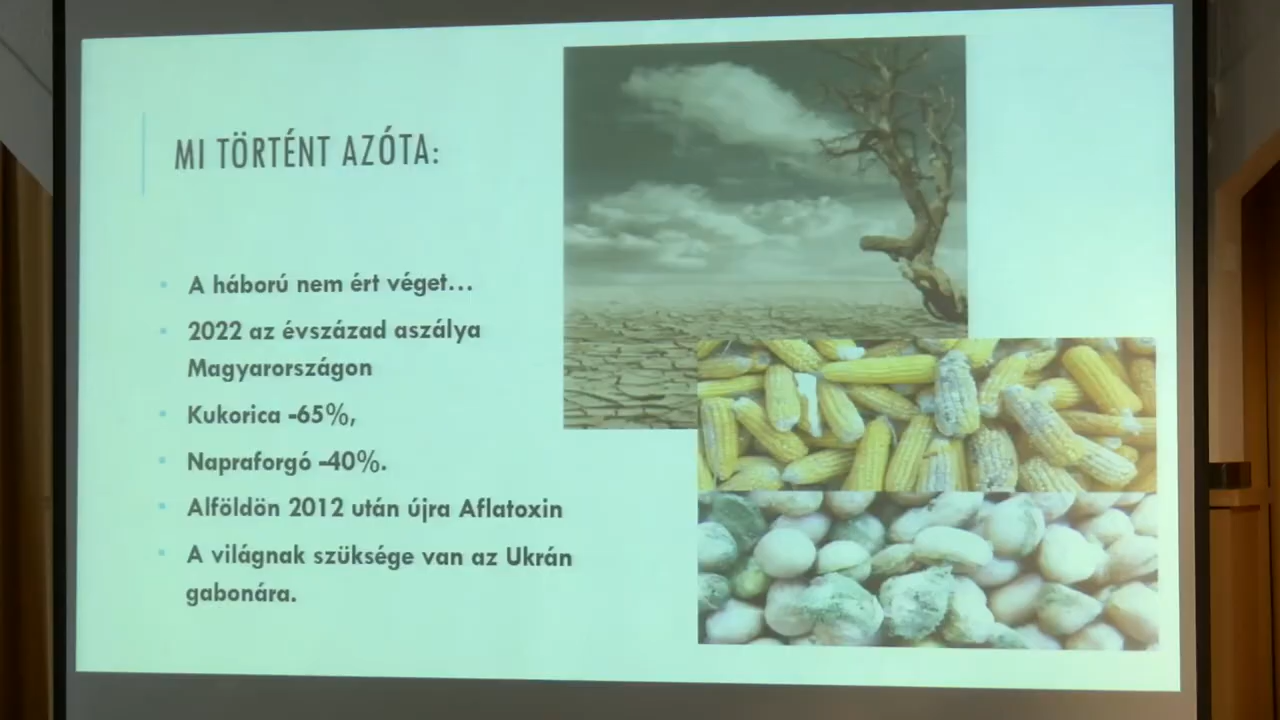 MI TÖRTÉNT AZÓTA:
A háború nem ért véget...
2022 az évszázad aszálya
Magyarországon
Kukorica -65%,
Napraforgó -40%.
Alföldön 2012 után újra Aflatoxin
A világnak szüksége van az Ukrán
gabonára.